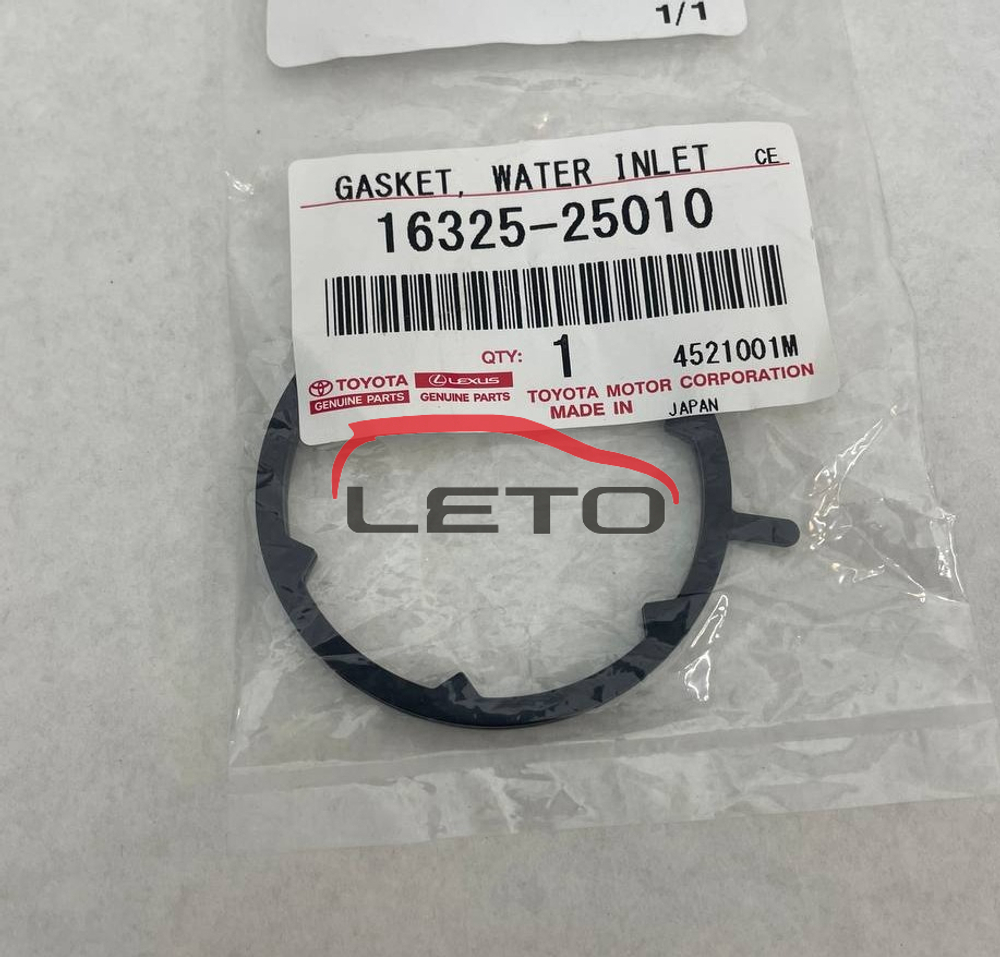 1/1
GASKET, WATER INLET CE
16325-25010
QTY: 1 4521001M
TOYOTA LEXUS TOYOTA MOTOR CORPORATION
GENUINE PARTS GENUINE PARTS MADE IN JAPAN
LETO